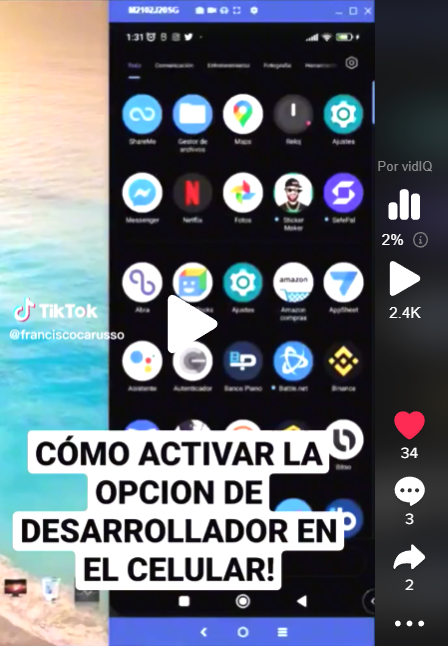 M2102J20SG
1:31
Todo Comunicación Entretenimiento Fotografía
ShareMe Gestor de archivos Maps Reloj Ajustes
Por vidIQ
Messenger Netflix Fotos Sticker Maker SafePal
2%
2.4K
TikTok
@franciscocarusso
Abra Ajustes Amazon compras AppSheet
amazon
Asistente Autenticador Banco Piano Battle.net Binance
Bitso
CÓMO ACTIVAR LA
OPCION DE
DESARROLLADOR EN
EL CELULAR!
34
3
2